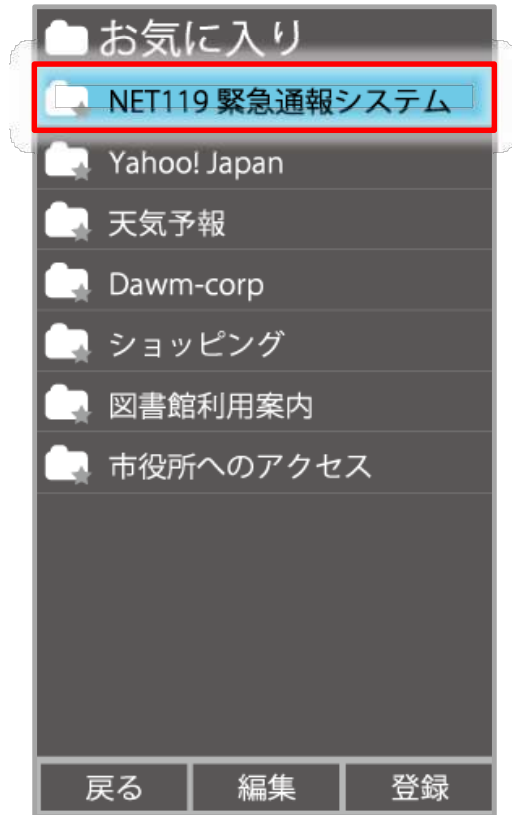 お気に入り
NET119 緊急通報システム
Yahoo! Japan
天気予報
Dawm-corp
ショッピング
図書館利用案内
市役所へのアクセス
戻る 編集 登録